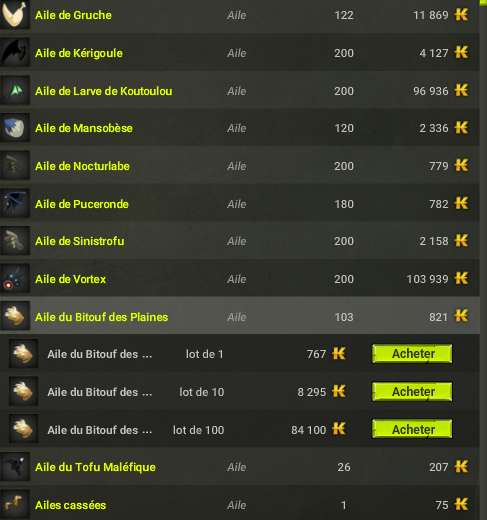 Aile de Gruche Aile 122 11 869
Aile de Kérigoule Aile 200 4 127
Aile de Larve de Koutoulou Aile 200 96 936
Aile de Mansobèse Aile 120 2 336
Aile de Nocturlabe Aile 200 779
Aile de Puceronde Aile 180 782
Aile de Sinistrofu Aile 200 2 158
Aile de Vortex Aile 200 103 939
Aile du Bitouf des Plaines Aile 103 821
Aile du Bitouf des ... lot de 1 767 Acheter
Aile du Bitouf des ... lot de 10 8 295 Acheter
Aile du Bitouf des ... lot de 100 84 100 Acheter
Aile du Tofu Maléfique Aile 26 207
Ailes cassées Aile 1 75